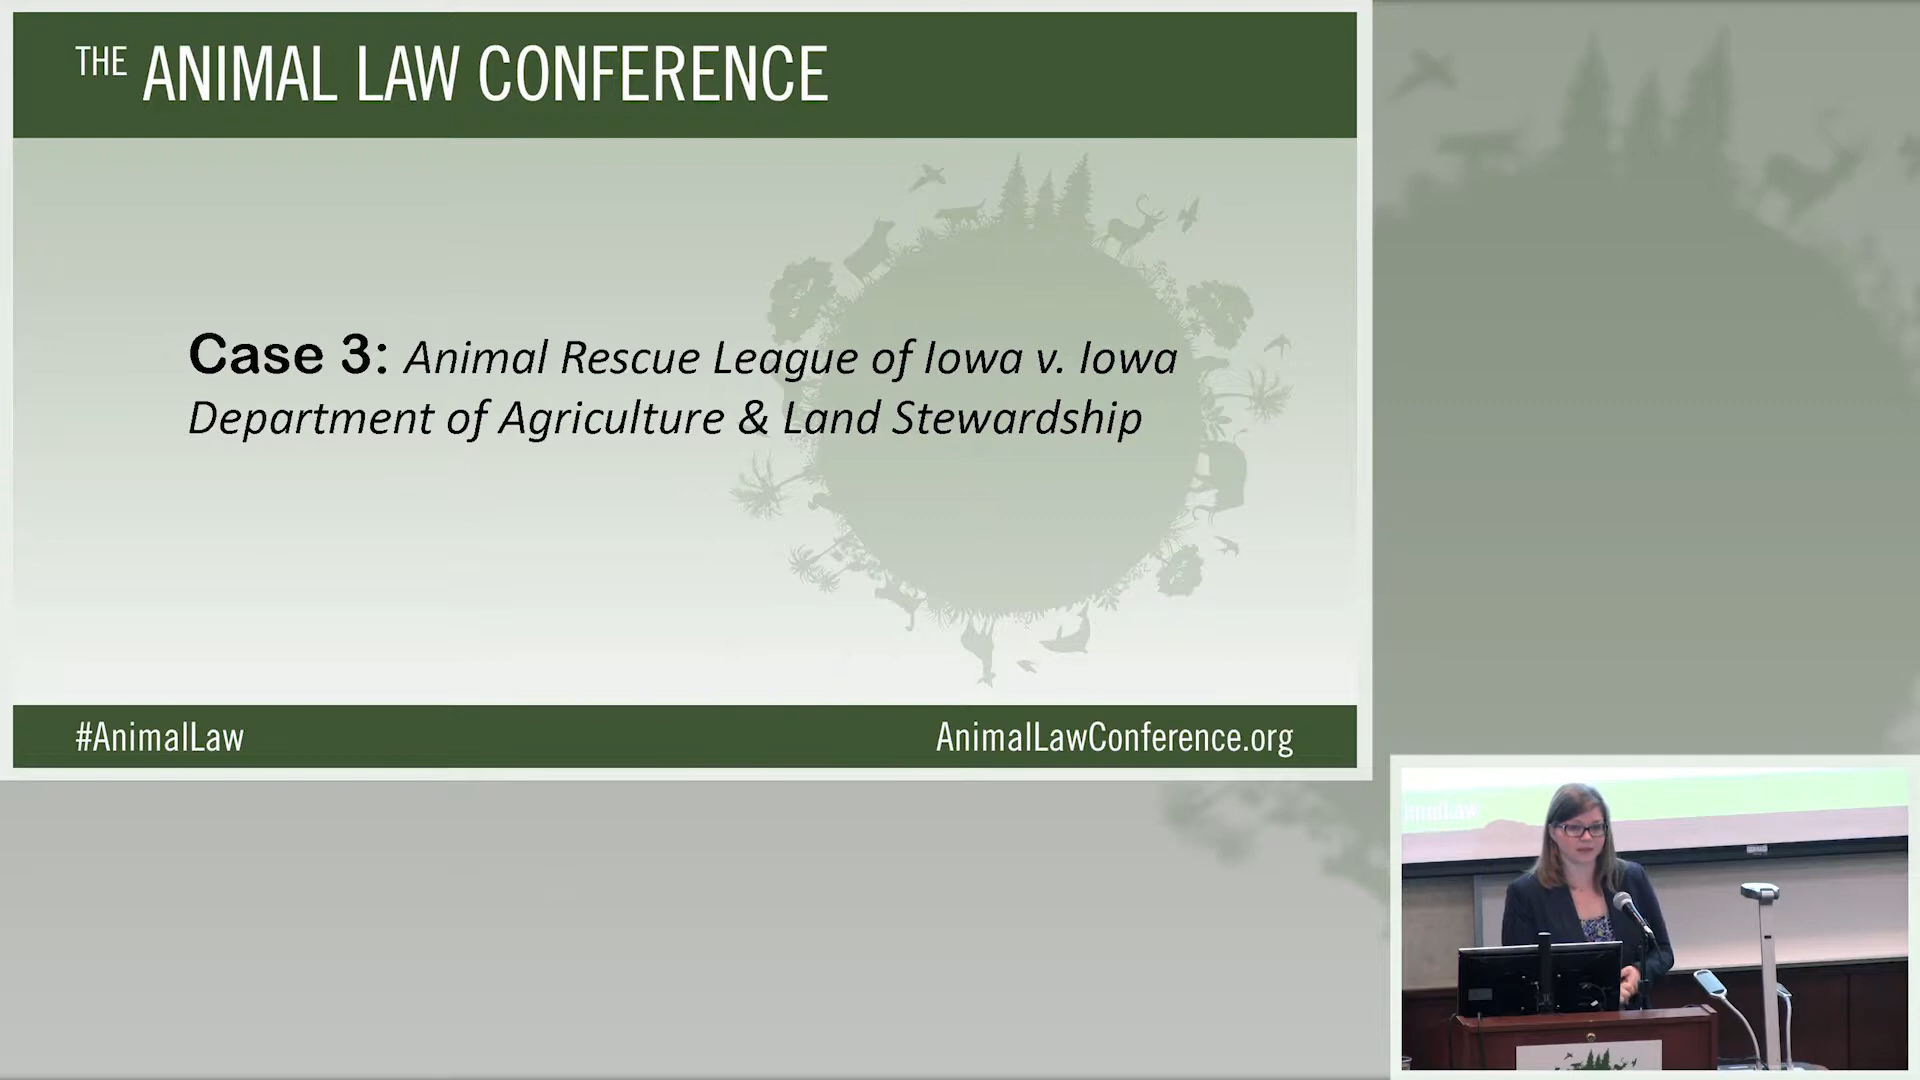 THE ANIMAL LAW CONFERENCE
Case 3: Animal Rescue League of Iowa v. Iowa
Department of Agriculture & Land Stewardship
#AnimalLaw
AnimalLawConference.org